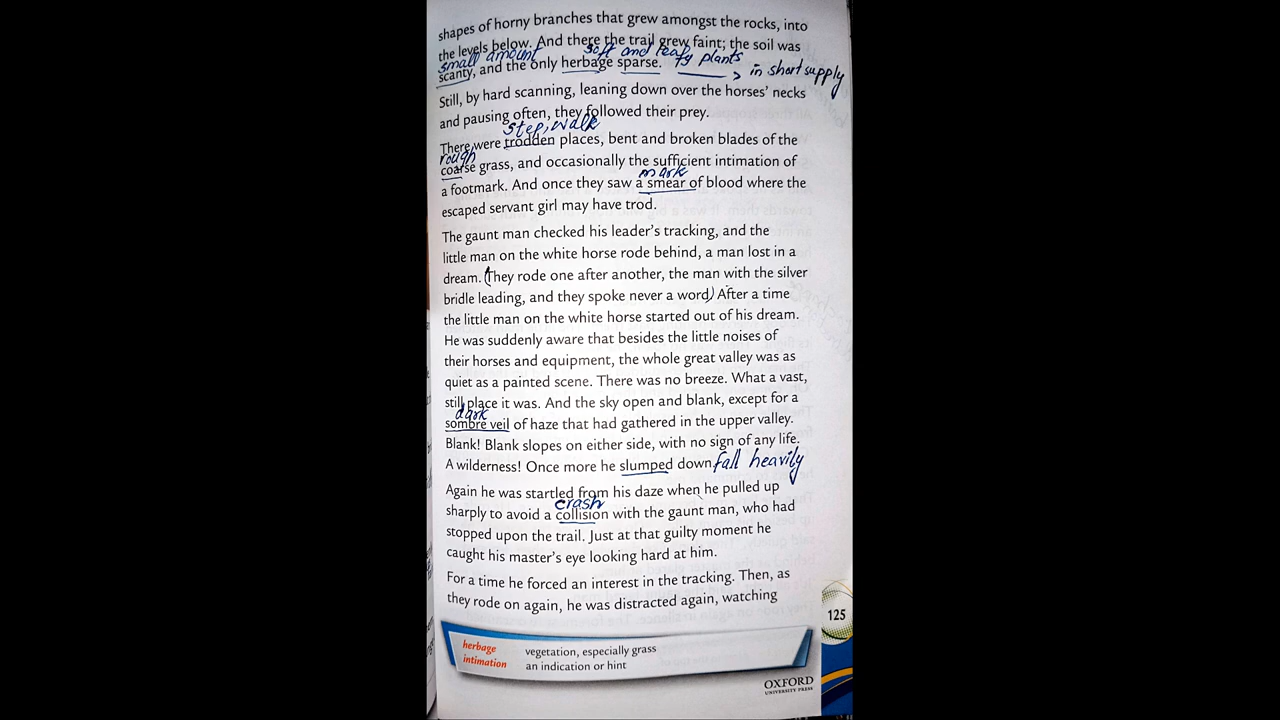 shapes of horny branches that grew amongst the rocks, into
the levels below. And there the trail grew faint; the soil was
small amount soft and leafy plants
scanty, and the only herbage sparse. > in short supply
Still, by hard scanning, leaning down over the horses' necks
and pausing often, they followed their prey.
step, walk
There were trodden places, bent and broken blades of the
rough
coarse grass, and occasionally the sufficient intimation of
mark
a footmark. And once they saw a smear of blood where the
escaped servant girl may have trod.
The gaunt man checked his leader's tracking, and the
little man on the white horse rode behind, a man lost in a
dream. (They rode one after another, the man with the silver
bridle leading, and they spoke never a word) After a time
the little man on the white horse started out of his dream.
He was suddenly aware that besides the little noises of
their horses and equipment, the whole great valley was as
quiet as a painted scene. There was no breeze. What a vast,
still place it was. And the sky open and blank, except for a
dark
sombre veil of haze that had gathered in the upper valley.
Blank! Blank slopes on either side, with no sign of any life.
A wilderness! Once more he slumped down. fall heavily
Again he was startled from his daze when he pulled up
crash
sharply to avoid a collision with the gaunt man, who had
stopped upon the trail. Just at that guilty moment he
caught his master's eye looking hard at him.
For a time he forced an interest in the tracking. Then, as
they rode on again, he was distracted again, watching
125
herbage vegetation, especially grass
intimation an indication or hint
OXFORD
UNIVERSITY PRESS